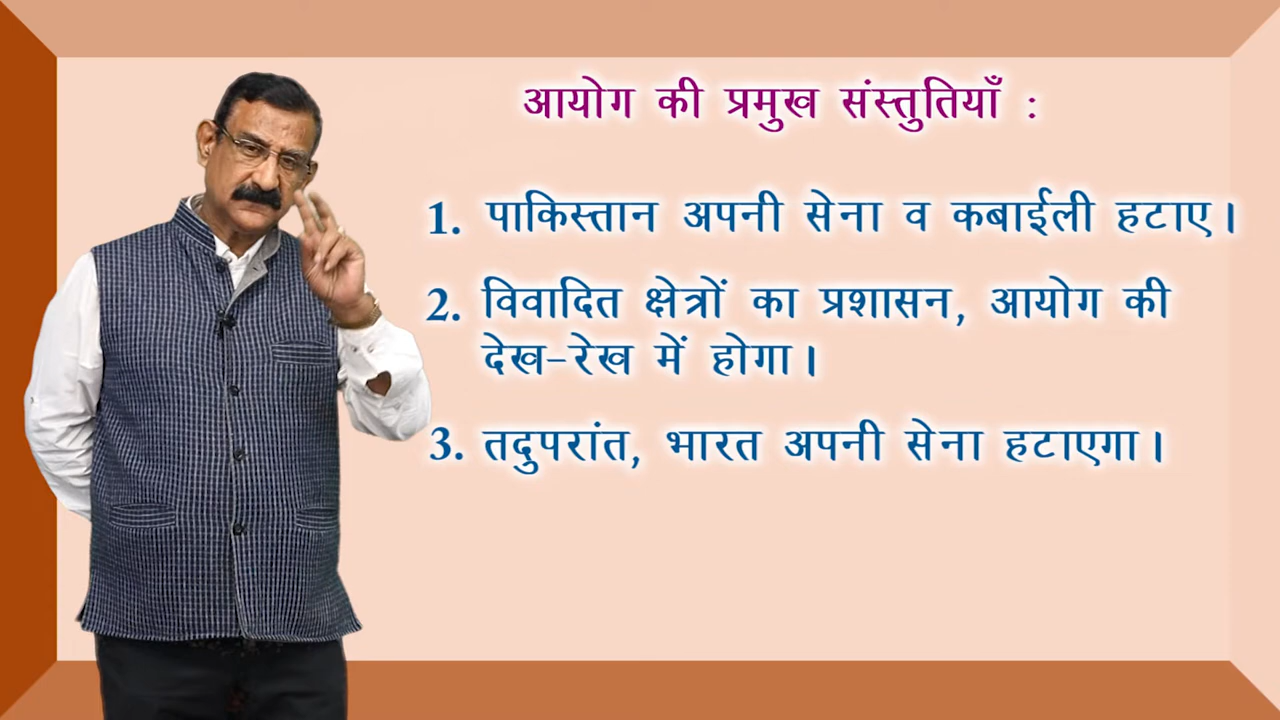 आयोग की प्रमुख संस्तुतियाँ :
1. पाकिस्तान अपनी सेना व कबाईली हटाए।
2. विवादित क्षेत्रों का प्रशासन, आयोग की
देख-रेख में होगा।
3. तदुपरांत, भारत अपनी सेना हटाएगा।